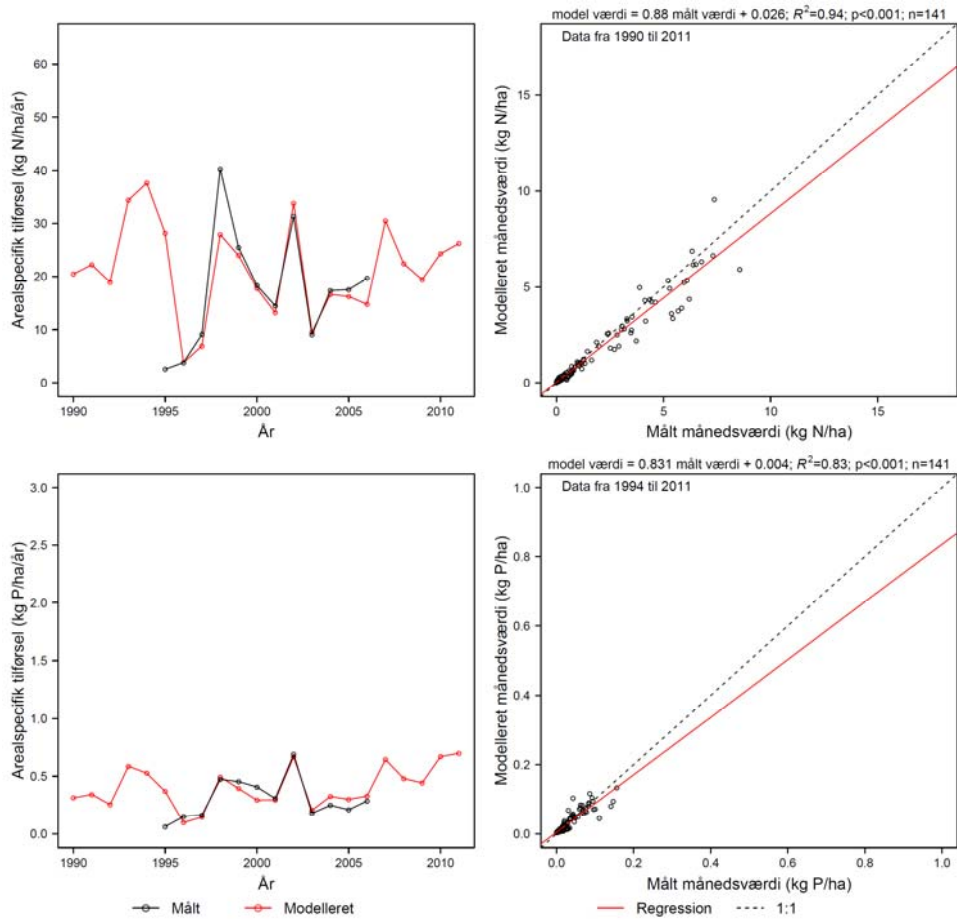 model værdi = 0.88 målt værdi + 0.026; R²=0.94; p<0.001; n=141
Arealspecifik tilførsel (kg N/ha/år)
60
50
40
30
20
10
0
1990 1995 2000 2005 2010
År
Data fra 1990 til 2011
Modelleret månedsværdi (kg N/ha)
15
10
5
0
0 5 10 15
Målt månedsværdi (kg N/ha)
model værdi = 0.831 målt værdi + 0.004; R²=0.83; p<0.001; n=141
Arealspecifik tilførsel (kg P/ha/år)
3.0
2.5
2.0
1.5
1.0
0.5
0.0
1990 1995 2000 2005 2010
År
Data fra 1994 til 2011
Modelleret månedsværdi (kg P/ha)
1.0
0.8
0.6
0.4
0.2
0.0
0.0 0.2 0.4 0.6 0.8 1.0
Målt månedsværdi (kg P/ha)
Målt Modelleret Regression 1:1